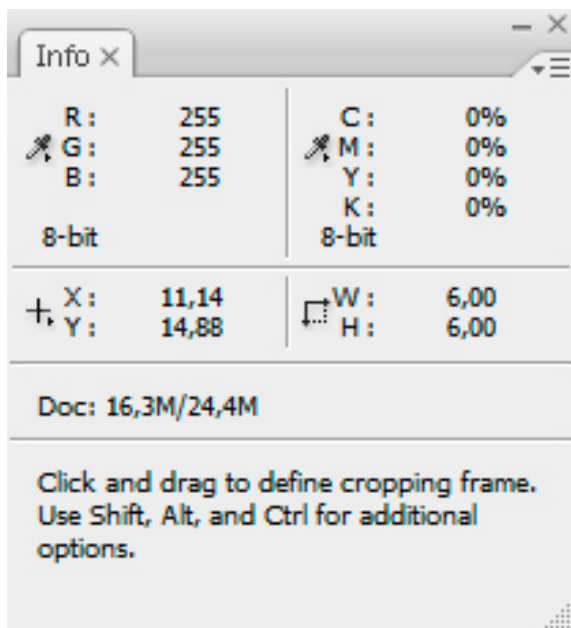 Info ×
R : 255 C : 0%
G : 255 M : 0%
B : 255 Y : 0%
K : 0%
8-bit 8-bit
X : 11,14 W : 6,00
Y : 14,88 H : 6,00
Doc: 16,3M/24,4M
Click and drag to define cropping frame.
Use Shift, Alt, and Ctrl for additional
options.